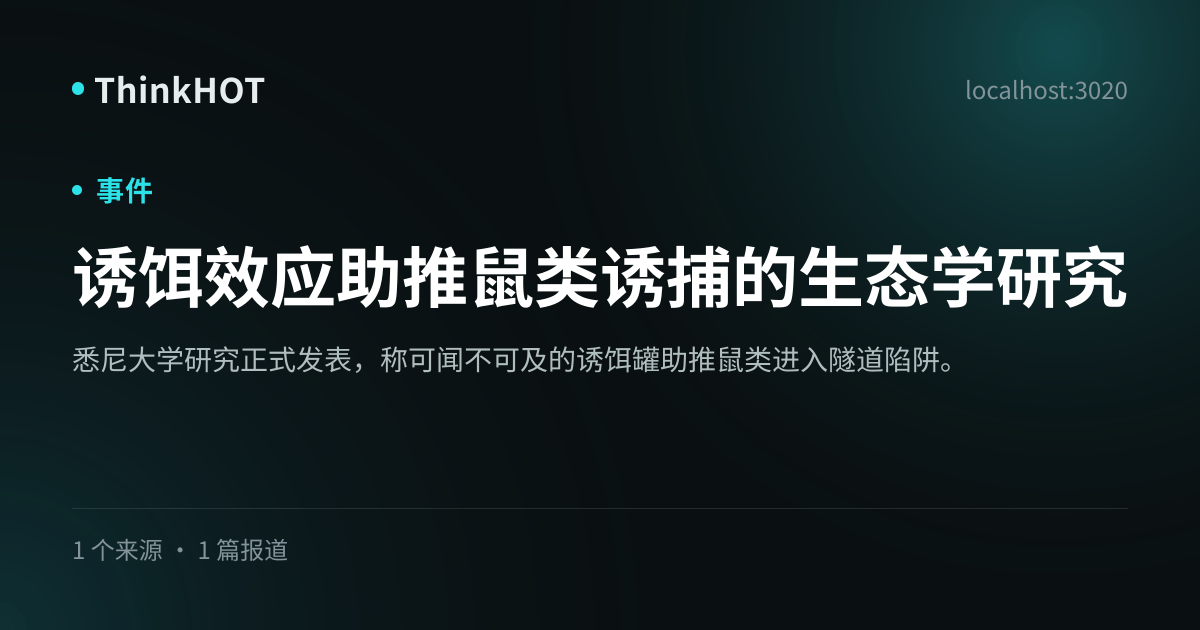 ThinkHOT
localhost:3020
事件
诱饵效应助推鼠类诱捕的生态学研究
悉尼大学研究正式发表，称可闻不可及的诱饵罐助推鼠类进入隧道陷阱。
1 个来源 · 1 篇报道